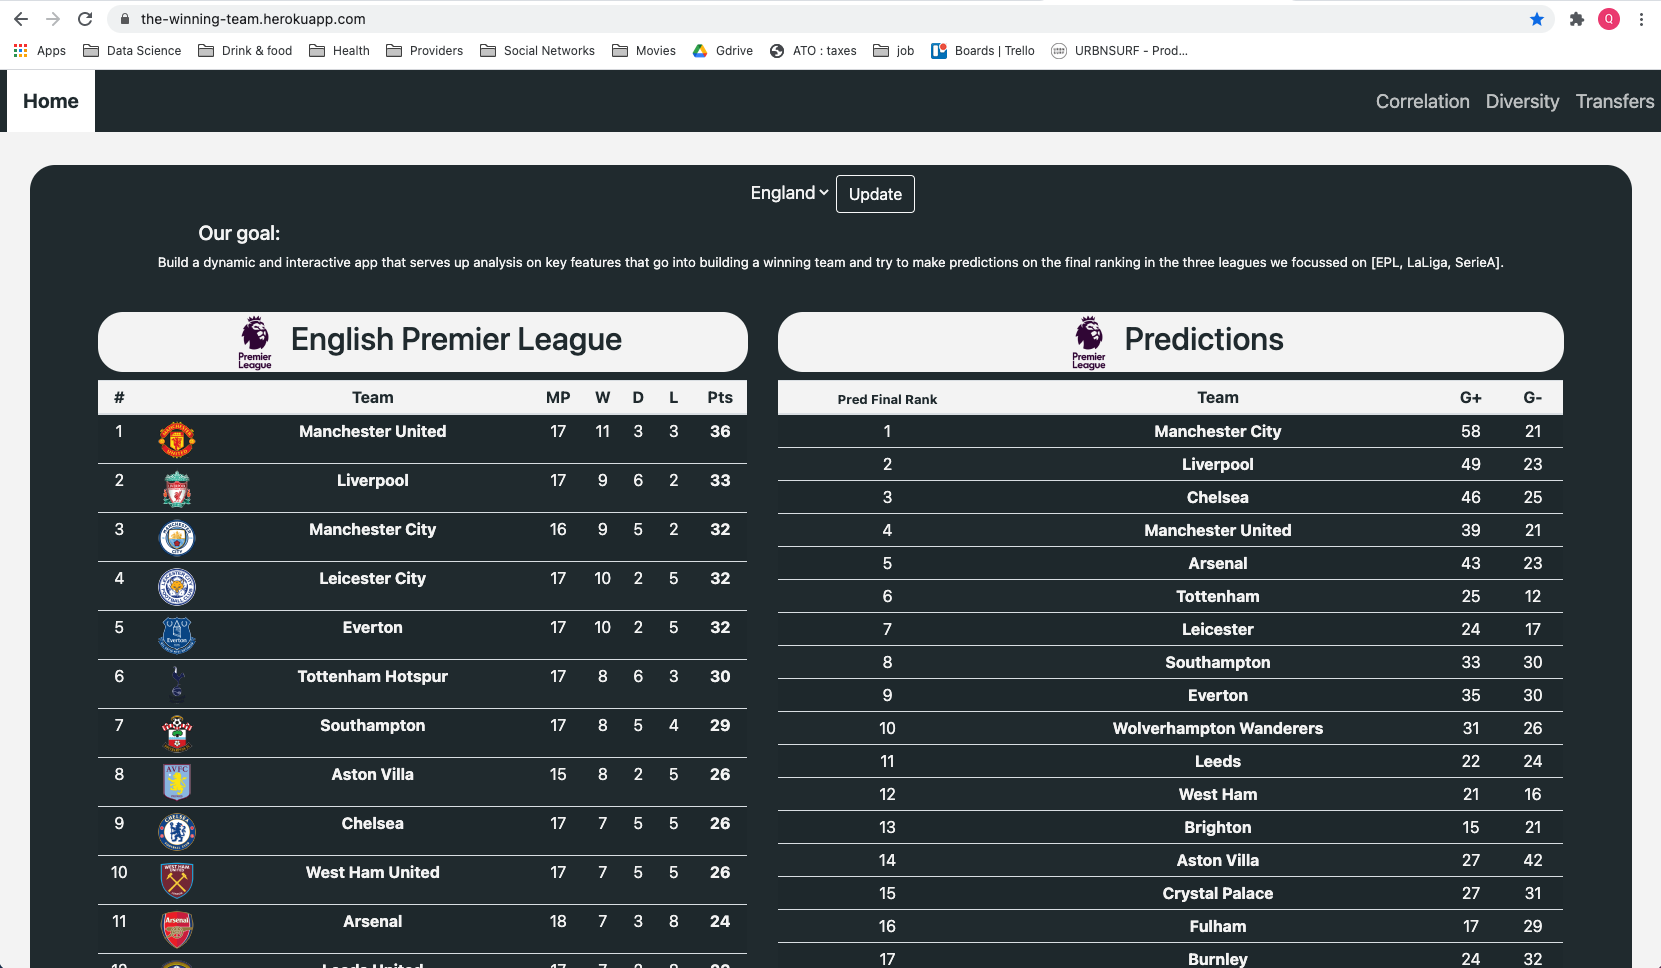 the-winning-team.herokuapp.com
Q
Apps Data Science Drink & food Health Providers Social Networks Movies Gdrive ATO : taxes job Boards | Trello URBNSURF - Prod...
Home Correlation Diversity Transfers
England Update
Our goal:
Build a dynamic and interactive app that serves up analysis on key features that go into building a winning team and try to make predictions on the final ranking in the three leagues we focussed on [EPL, LaLiga, SerieA].
Premier League English Premier League
# Team MP W D L Pts
1 Manchester United 17 11 3 3 36
2 Liverpool 17 9 6 2 33
3 Manchester City 16 9 5 2 32
4 Leicester City 17 10 2 5 32
5 Everton 17 10 2 5 32
6 Tottenham Hotspur 17 8 6 3 30
7 Southampton 17 8 5 4 29
8 AVFC Aston Villa 15 8 2 5 26
9 Chelsea 17 7 5 5 26
10 West Ham United 17 7 5 5 26
11 Arsenal Arsenal 18 7 3 8 24
Premier League Predictions
Pred Final Rank Team G+ G-
1 Manchester City 58 21
2 Liverpool 49 23
3 Chelsea 46 25
4 Manchester United 39 21
5 Arsenal 43 23
6 Tottenham 25 12
7 Leicester 24 17
8 Southampton 33 30
9 Everton 35 30
10 Wolverhampton Wanderers 31 26
11 Leeds 22 24
12 West Ham 21 16
13 Brighton 15 21
14 Aston Villa 27 42
15 Crystal Palace 27 31
16 Fulham 17 29
17 Burnley 24 32